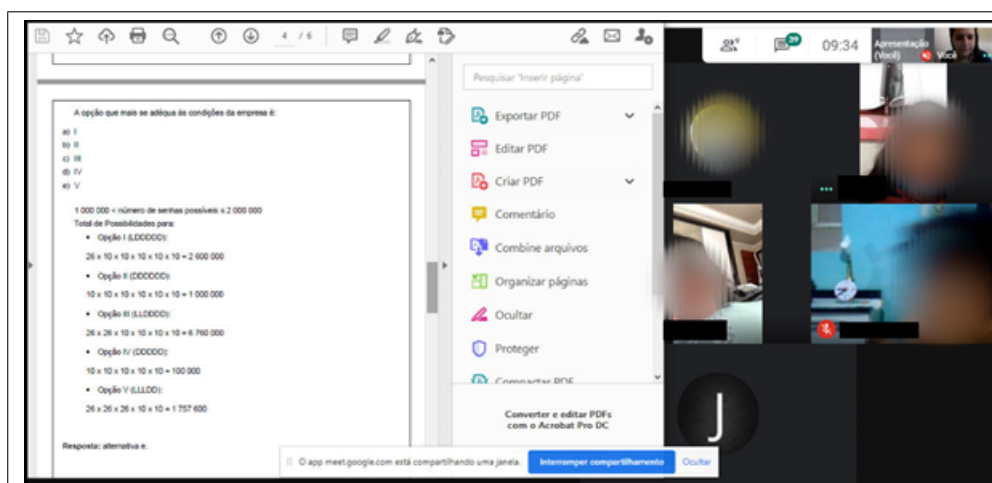 4 / 6
A opção que mais se adéqua às condições da empresa é:
a) I
b) II
c) III
d) IV
e) V
1 000 000 < número de senhas possíveis ≤ 2 000 000
Total de Possibilidades para:
• Opção I (LDDDDD):
26 x 10 x 10 x 10 x 10 x 10 = 2 600 000
• Opção II (DDDDDD):
10 x 10 x 10 x 10 x 10 x 10 = 1 000 000
• Opção III (LLDDDD):
26 x 26 x 10 x 10 x 10 x 10 = 6 760 000
• Opção IV (DDDDD):
10 x 10 x 10 x 10 x 10 = 100 000
• Opção V (LLLDD):
26 x 26 x 26 x 10 x 10 = 1 757 600
Resposta: alternativa e.
Pesquisar 'Inserir página'
Exportar PDF
Editar PDF
Criar PDF
Comentário
Combine arquivos
Organizar páginas
Ocultar
Proteger
Compactar PDF
Converter e editar PDFs
com o Acrobat Pro DC
39
09:34
Apresentação
(Você)
Você
J
O app meet.google.com está compartilhando uma janela.
Interromper compartilhamento
Ocultar